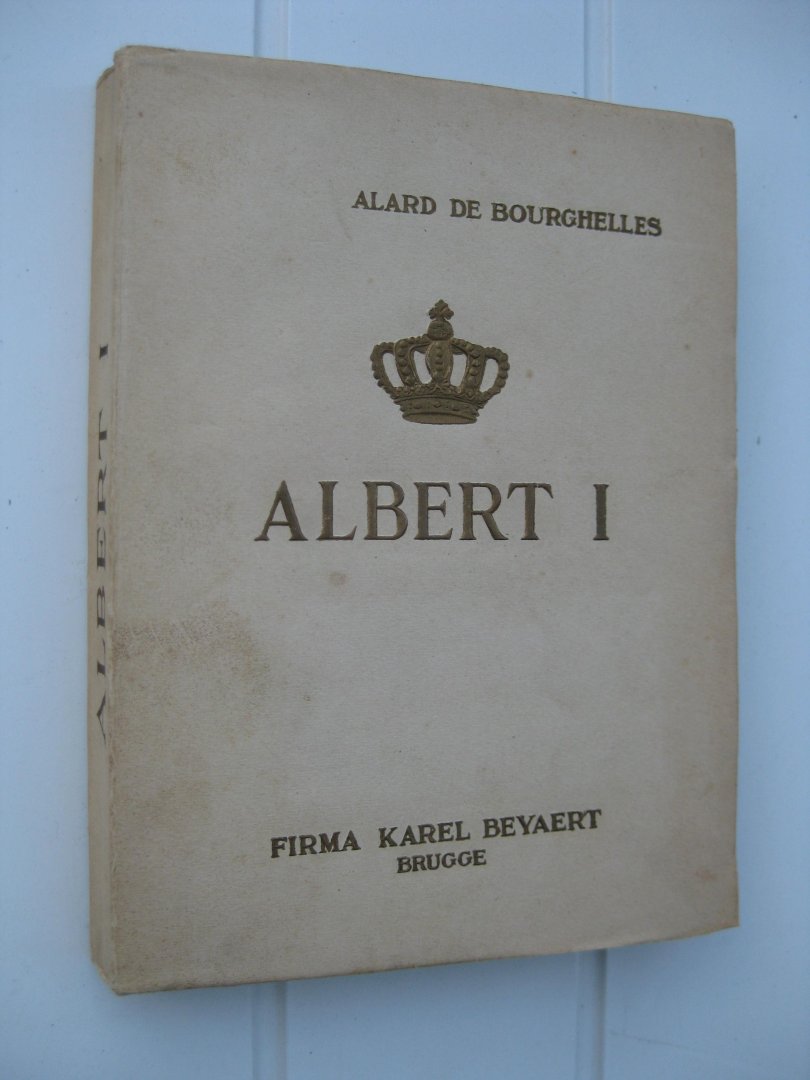 ALARD DE BOURGHELLES
ALBERT I
FIRMA KAREL BEYAERT
BRUGGE
ALBERT I